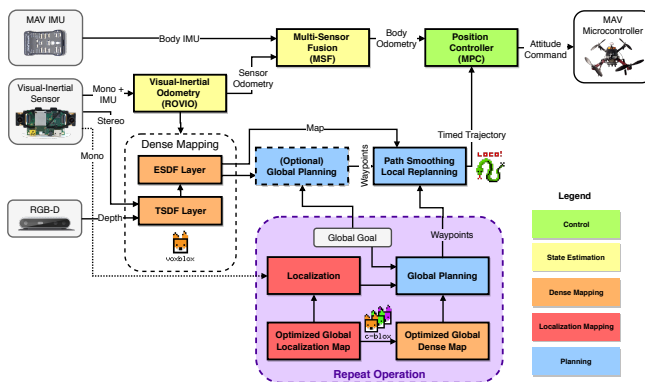 MAV IMU
Body IMU
Multi-Sensor
Fusion
(MSF)
Body
Odometry
Position
Controller
(MPC)
Attitude
Command
MAV
Microcontroller
Visual-Inertial
Sensor
Mono +
IMU
Visual-Inertial
Odometry
(ROVIO)
Sensor
Odometry
Stereo
Mono
Dense Mapping
Map
Timed Trajectory
ESDF Layer
(Optional)
Global Planning
Waypoints
Path Smoothing
Local Replanning
LOCO!
TSDF Layer
RGB-D
Depth
voxblox
Global Goal
Waypoints
Localization
Global Planning
Optimized Global
Localization Map
c-blox
Optimized Global
Dense Map
Repeat Operation
Legend
Control
State Estimation
Dense Mapping
Localization Mapping
Planning